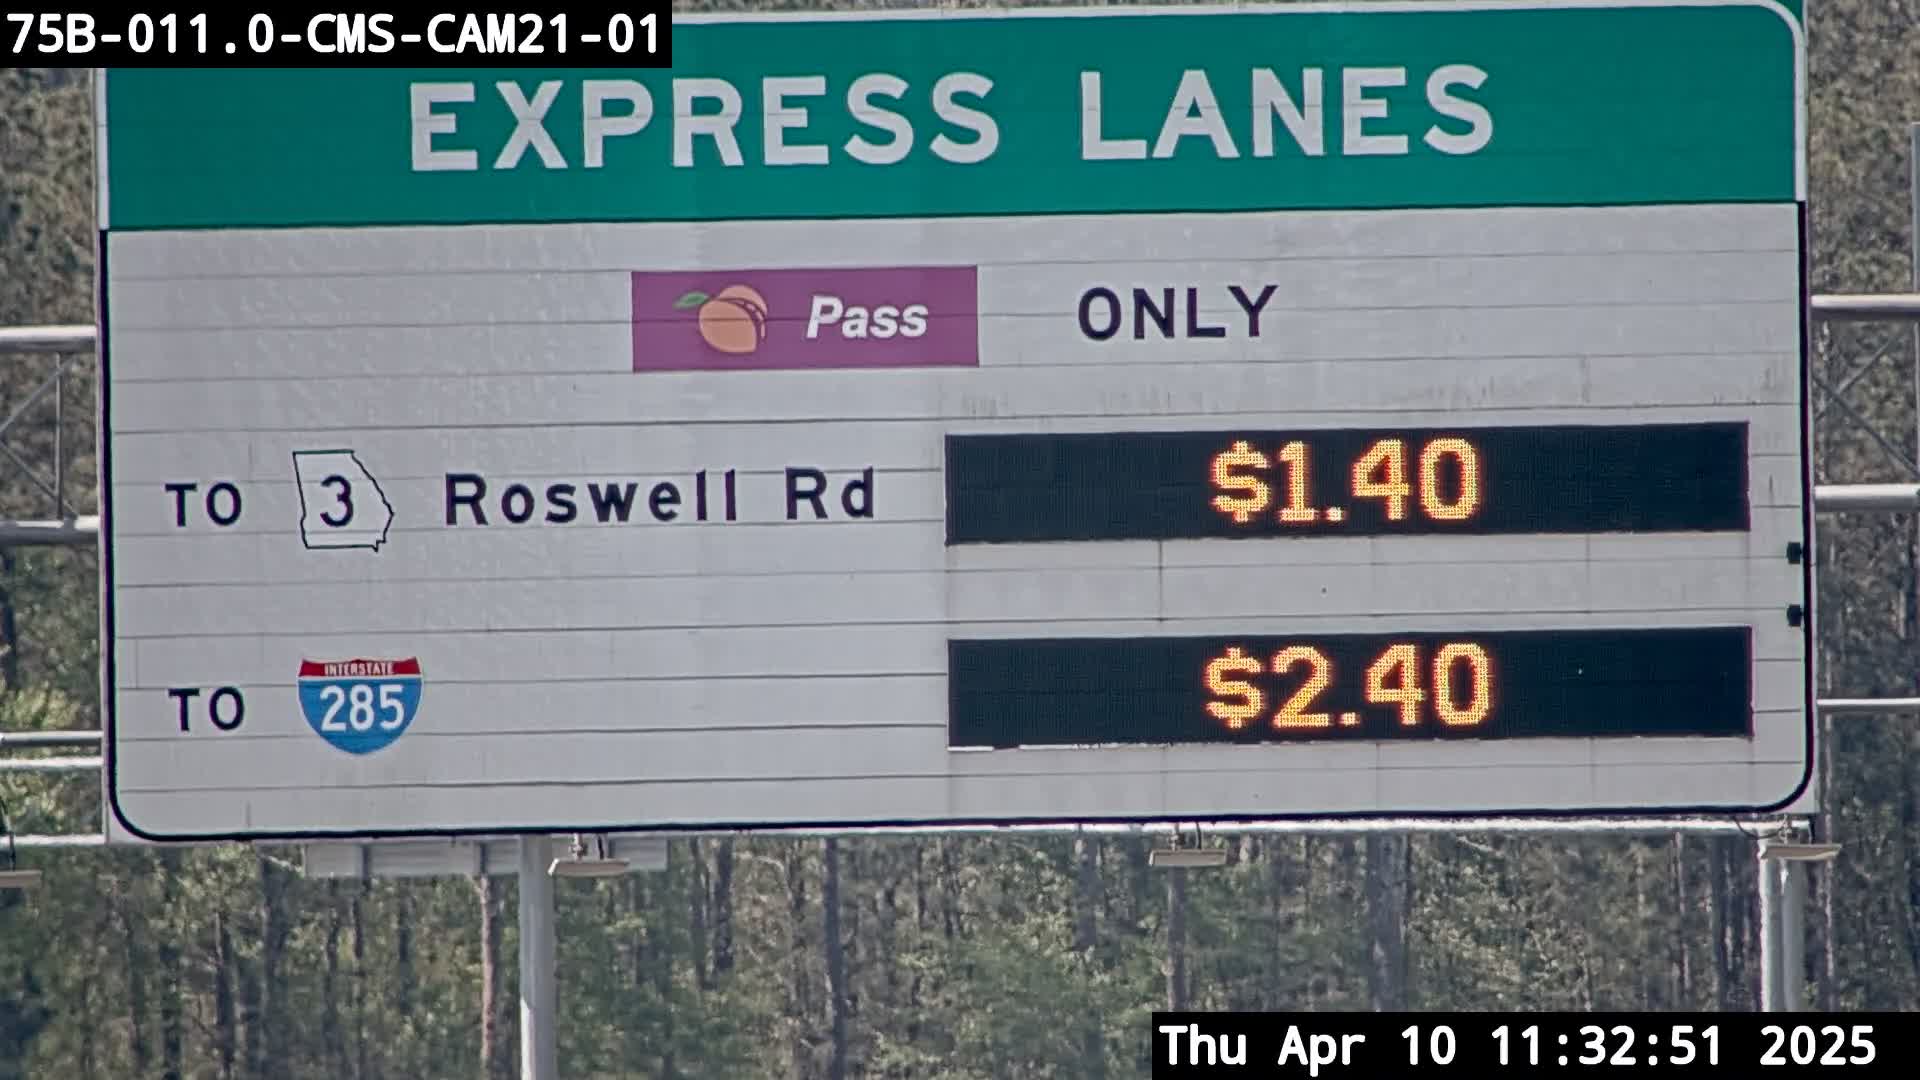 75B-011.0-CMS-CAM21-01
EXPRESS LANES
Pass ONLY
TO 3 Roswell Rd $1.40
INTERSTATE
TO 285 $2.40
Thu Apr 10 11:32:51 2025